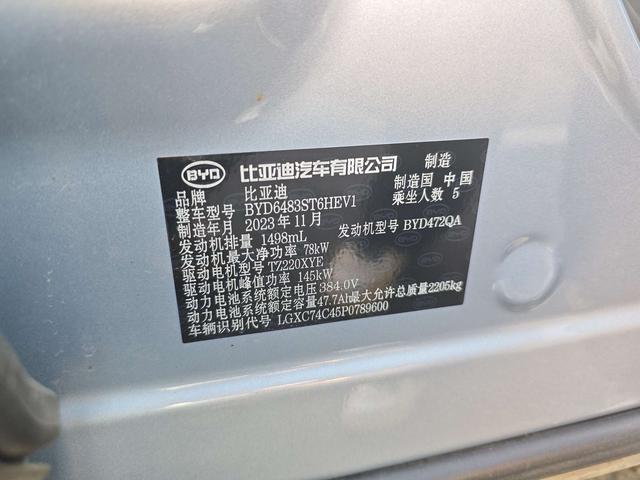 BYD 比亚迪汽车有限公司 制造
品牌 比亚迪 制造国 中国
整车型号 BYD6483ST6HEV1 乘坐人数 5
制造年月 2023年11月
发动机排量 1498mL 发动机型号 BYD472QA
发动机最大净功率 78kW
驱动电机型号 TZ220XYE
驱动电机峰值功率 145kW
动力电池系统额定电压 384.0V
动力电池系统额定容量47.7Ah最大允许总质量2205kg
车辆识别代号 LGXC74C45P0789600